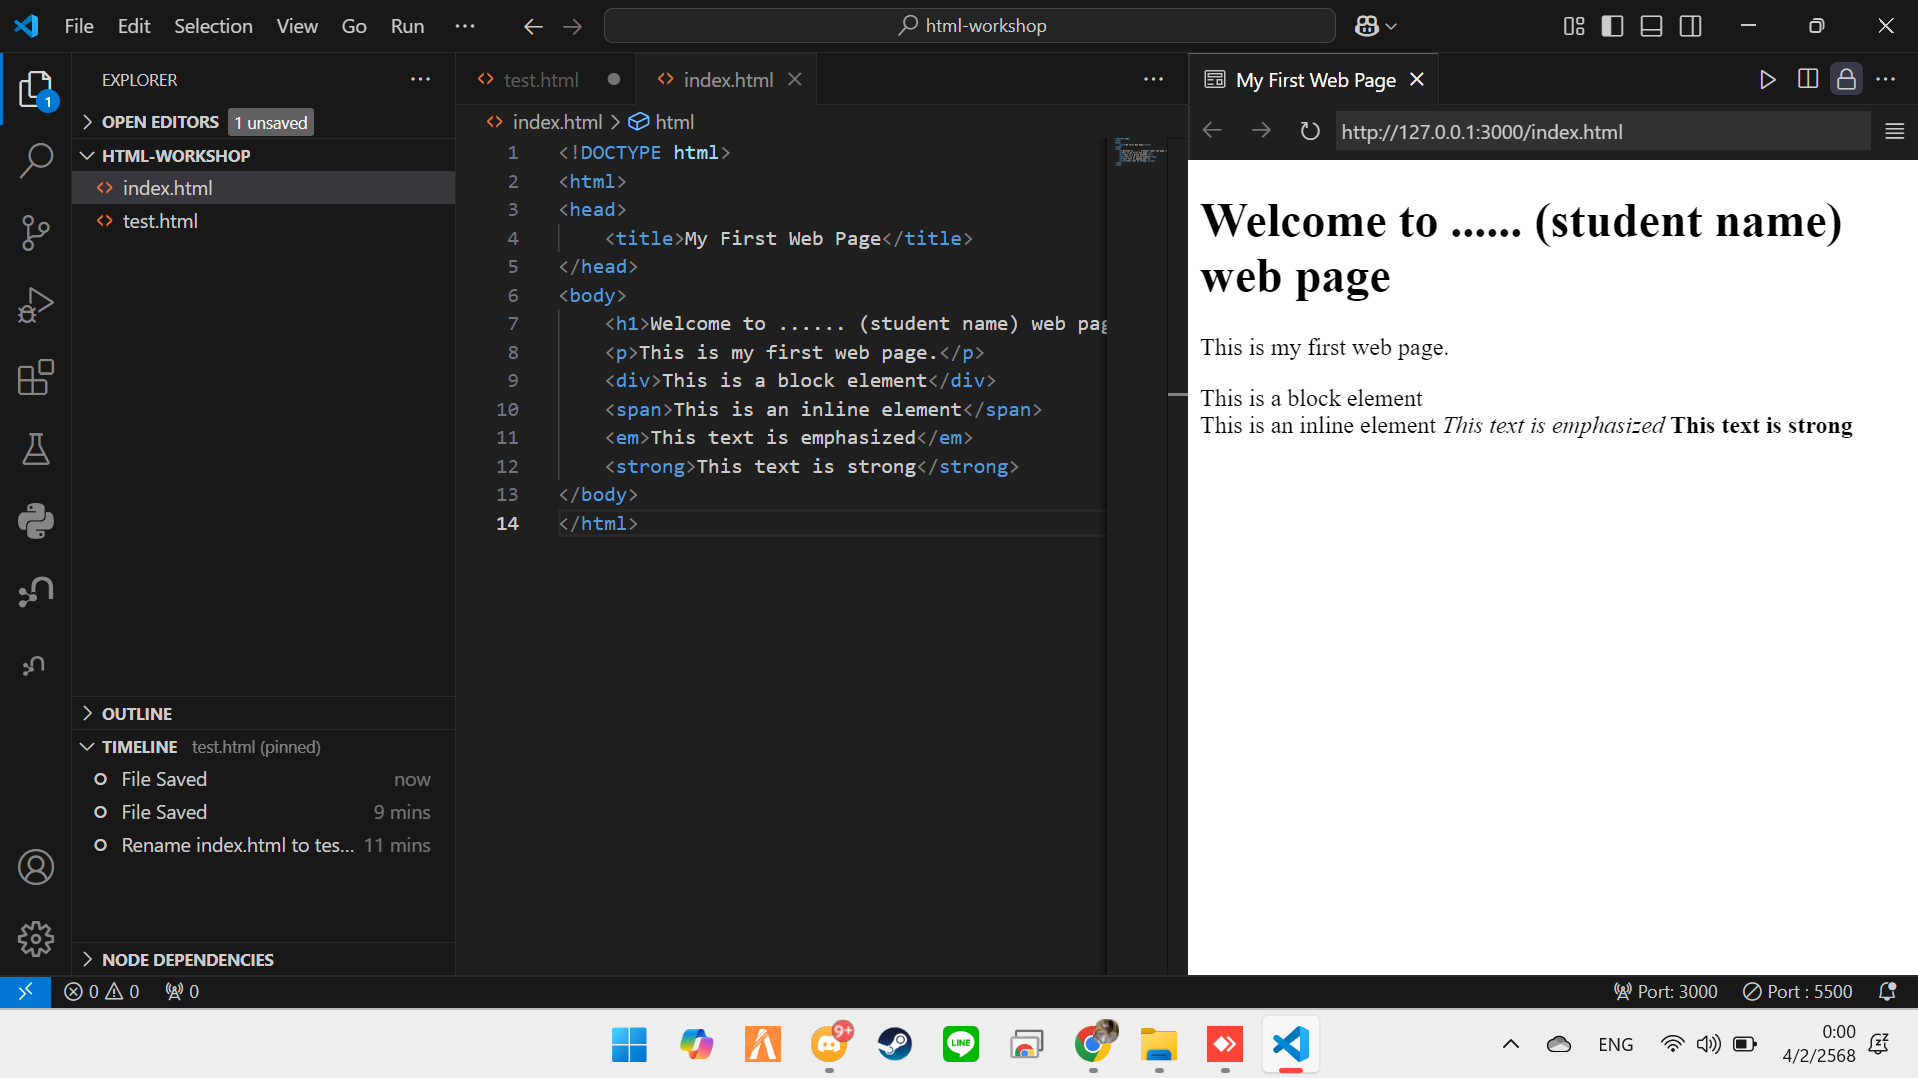 File Edit Selection View Go Run ··· html-workshop
EXPLORER
OPEN EDITORS 1 unsaved
HTML-WORKSHOP
index.html
test.html
OUTLINE
TIMELINE test.html (pinned)
File Saved now
File Saved 9 mins
Rename index.html to tes... 11 mins
NODE DEPENDENCIES
test.html index.html
index.html > html
1 <!DOCTYPE html>
2 <html>
3 <head>
4 <title>My First Web Page</title>
5 </head>
6 <body>
7 <h1>Welcome to ...... (student name) web pag
8 <p>This is my first web page.</p>
9 <div>This is a block element</div>
10 <span>This is an inline element</span>
11 <em>This text is emphasized</em>
12 <strong>This text is strong</strong>
13 </body>
14 </html>
My First Web Page
http://127.0.0.1:3000/index.html
Welcome to ...... (student name)
web page
This is my first web page.
This is a block element
This is an inline element This text is emphasized This text is strong
0 0 0 Port: 3000 Port : 5500
1
9+
LINE
ENG
0:00
4/2/2568